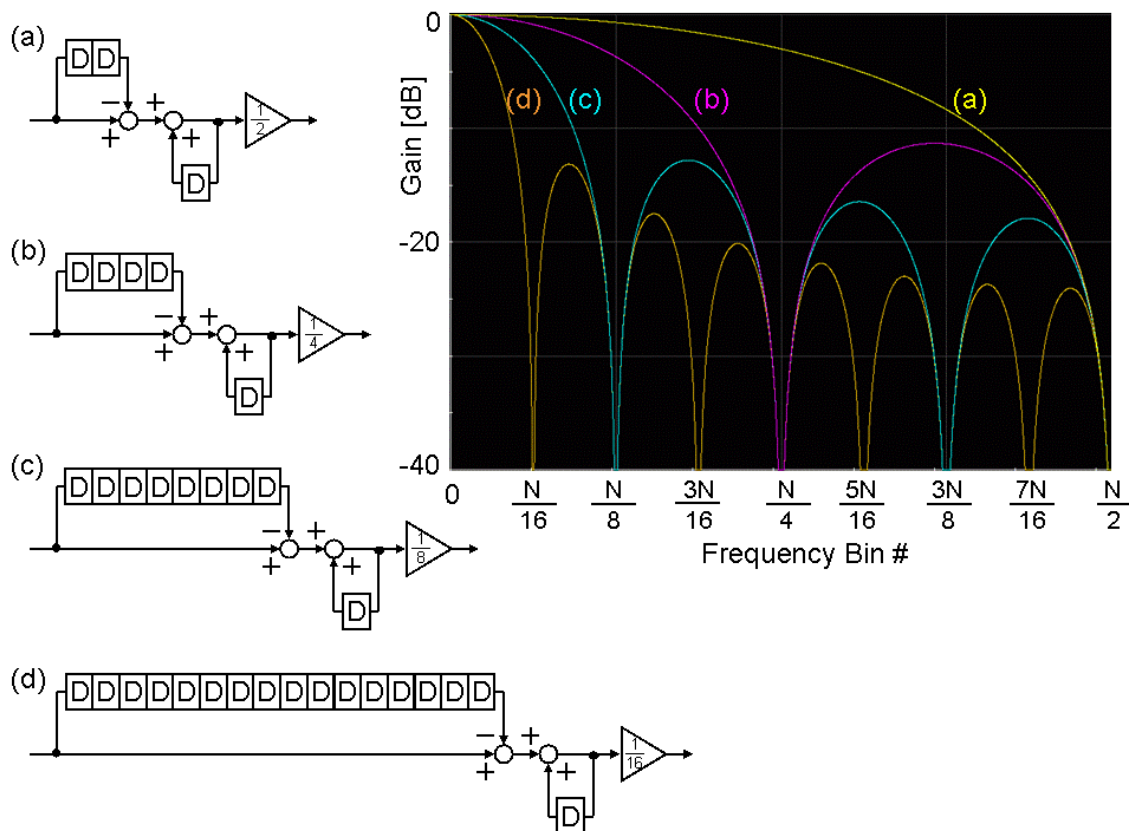 (a)
D D
− + + + 1/2
D
(b)
D D D D
− + + + 1/4
D
(c)
D D D D D D D D
− + + + 1/8
D
(d)
D D D D D D D D D D D D D D D D
− + + + 1/16
D
Gain [dB]
0
-20
-40
(d) (c) (b) (a)
0 N/16 N/8 3N/16 N/4 5N/16 3N/8 7N/16 N/2
Frequency Bin #